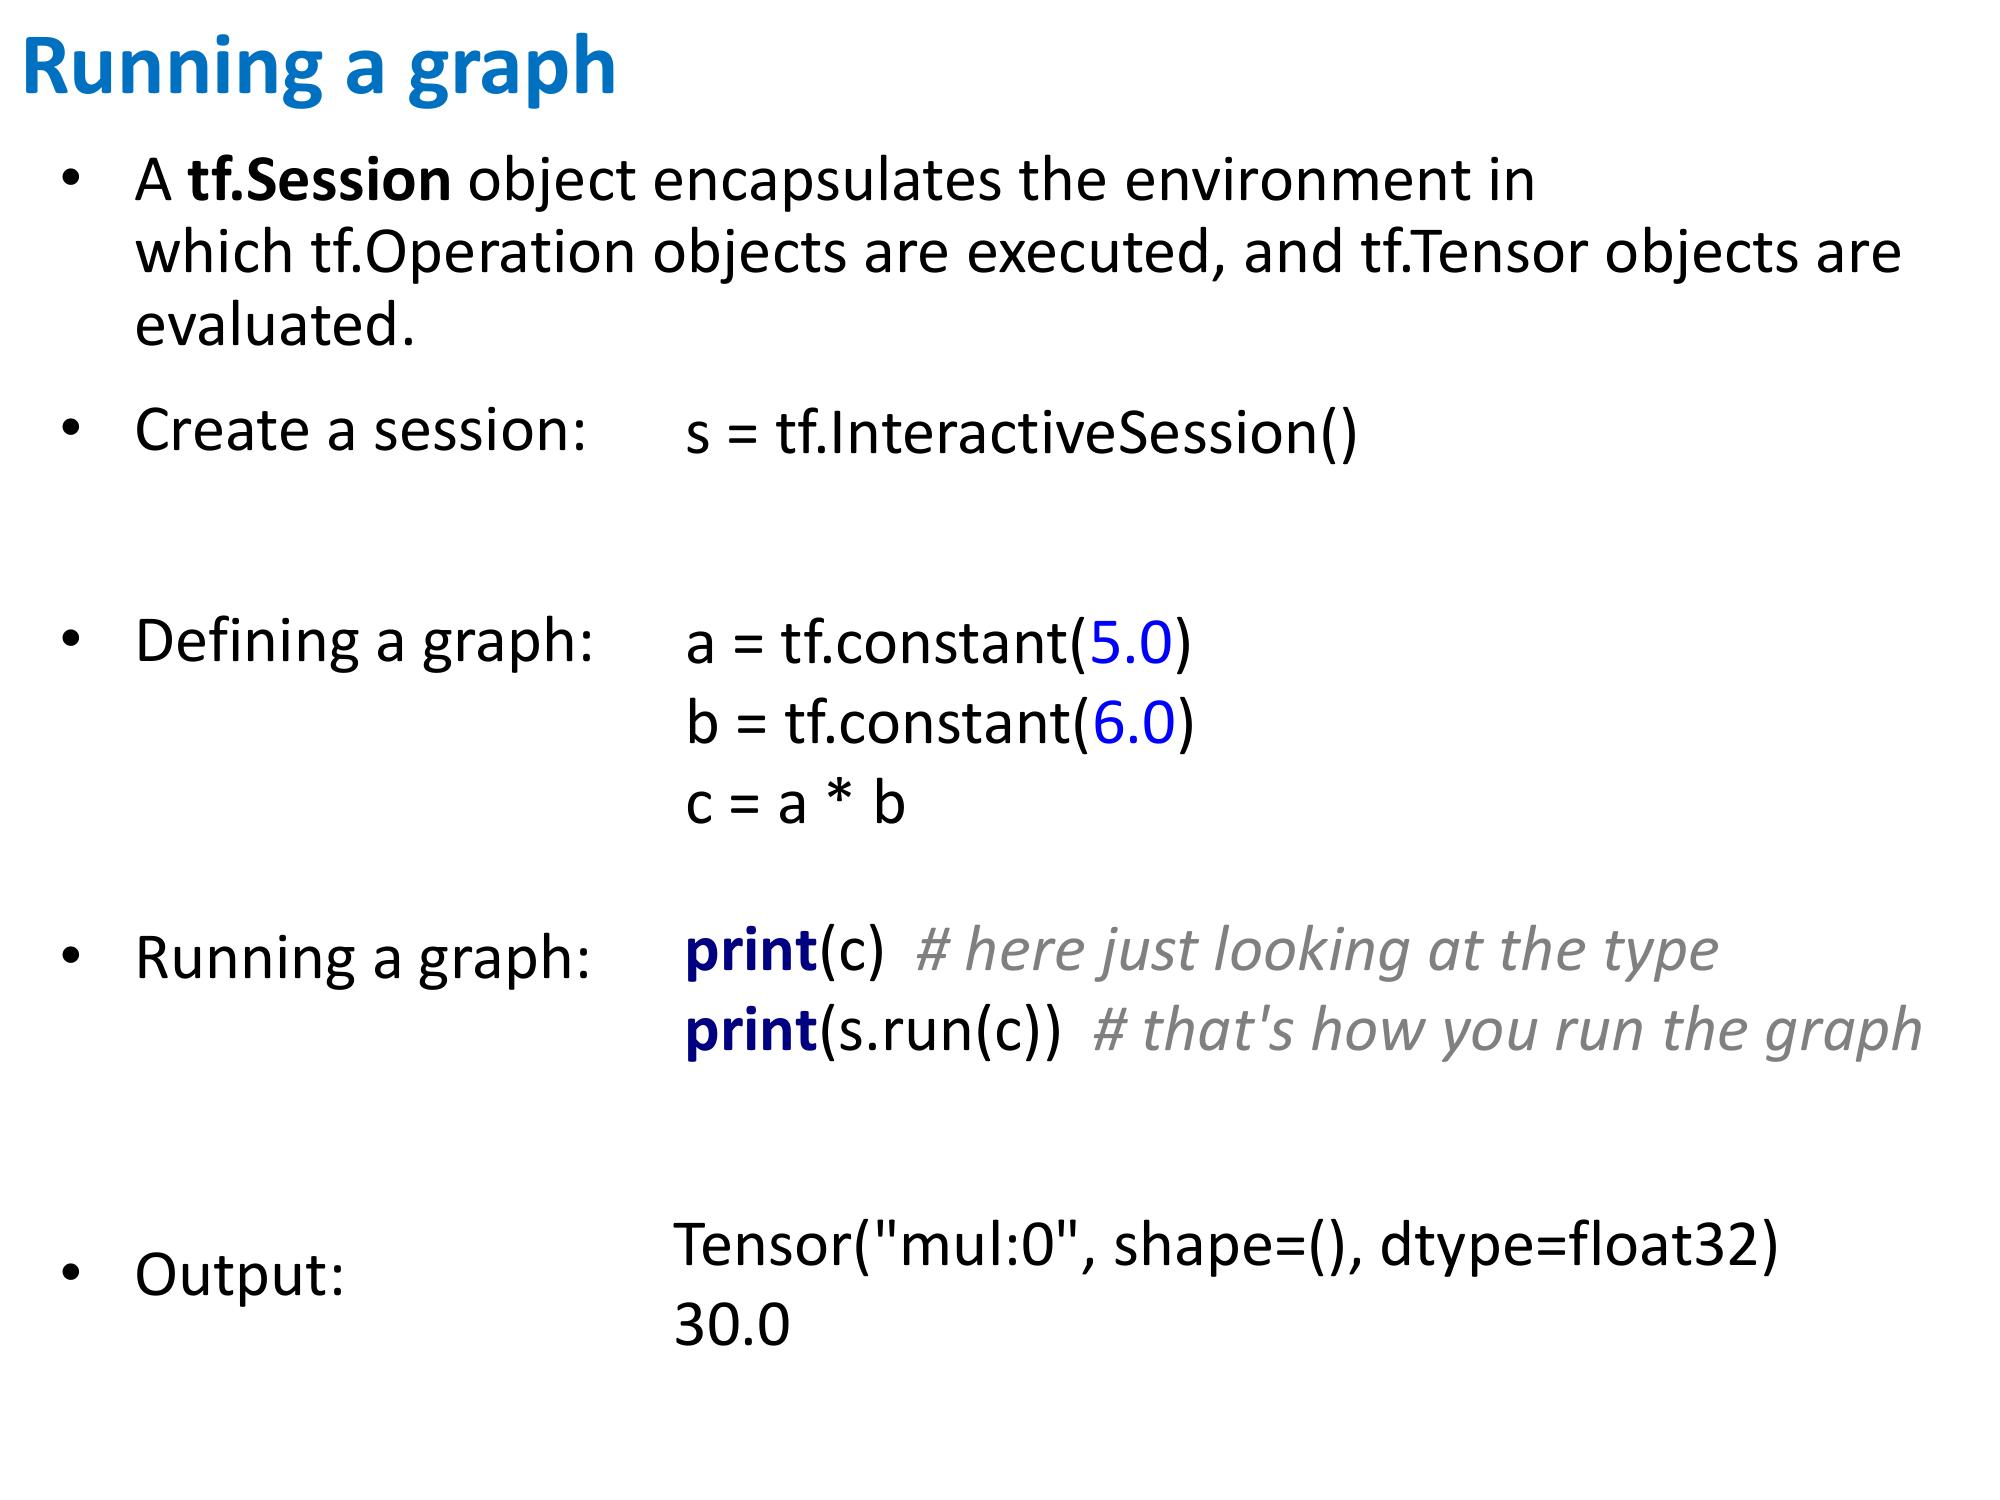 Running a graph
• A tf.Session object encapsulates the environment in
which tf.Operation objects are executed, and tf.Tensor objects are
evaluated.
• Create a session: s = tf.InteractiveSession()
• Defining a graph: a = tf.constant(5.0)
b = tf.constant(6.0)
c = a * b
• Running a graph: print(c) # here just looking at the type
print(s.run(c)) # that's how you run the graph
• Output: Tensor("mul:0", shape=(), dtype=float32)
30.0